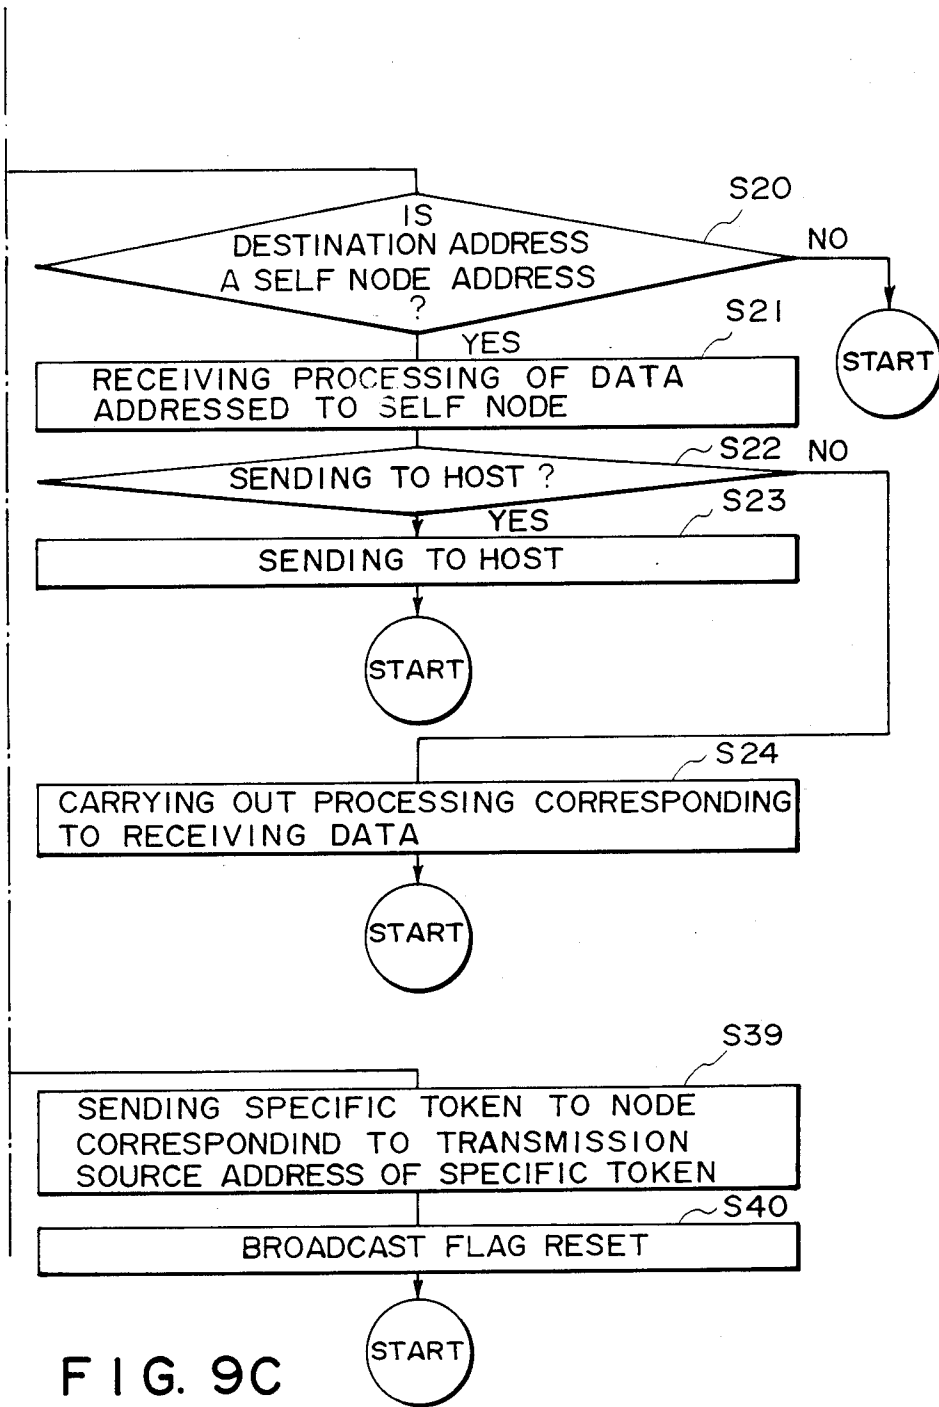 S20
IS
DESTINATION ADDRESS
A SELF NODE ADDRESS
?
NO
START
YES
S21
RECEIVING PROCESSING OF DATA
ADDRESSED TO SELF NODE
S22
NO
SENDING TO HOST ?
YES
S23
SENDING TO HOST
START
S24
CARRYING OUT PROCESSING CORRESPONDING
TO RECEIVING DATA
START
S39
SENDING SPECIFIC TOKEN TO NODE
CORRESPONDIND TO TRANSMISSION
SOURCE ADDRESS OF SPECIFIC TOKEN
S40
BROADCAST FLAG RESET
START
FIG. 9C